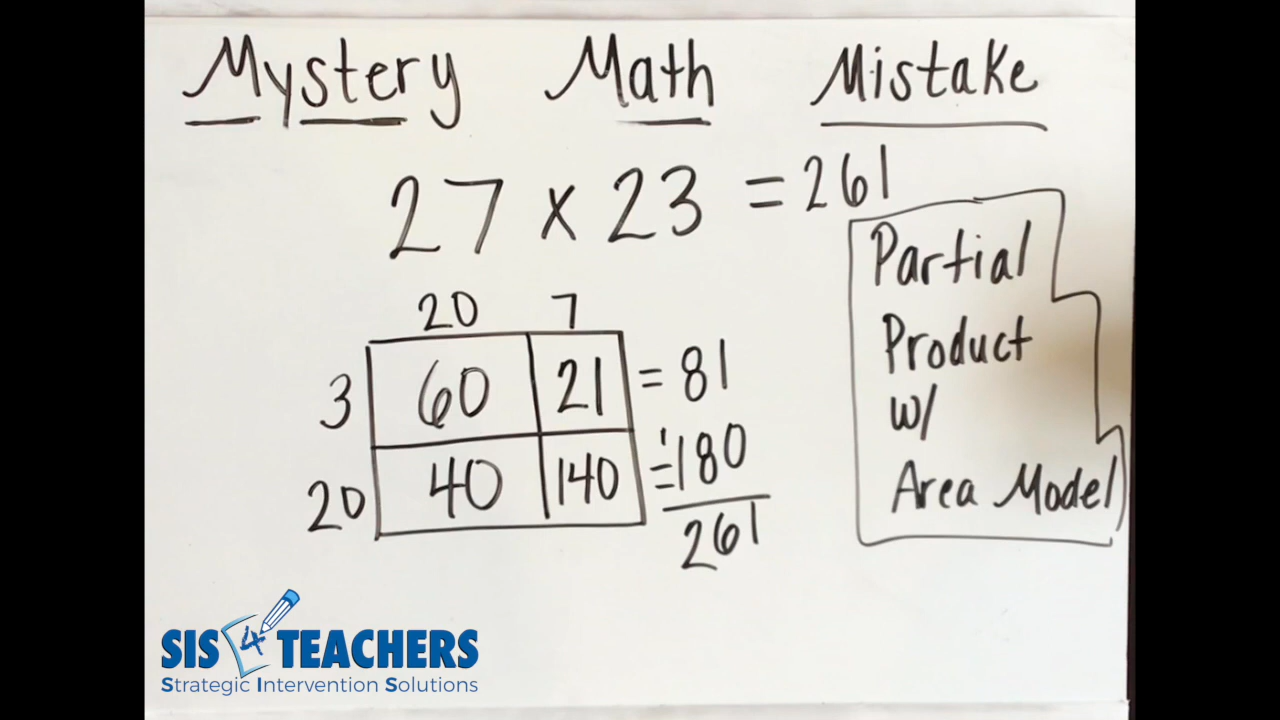 Mystery Math Mistake
27 x 23 = 261
Partial
Product
w/
Area Model
20 7
3 60 21 = 81
1
20 40 140 =180
261
SIS 4 TEACHERS
Strategic Intervention Solutions